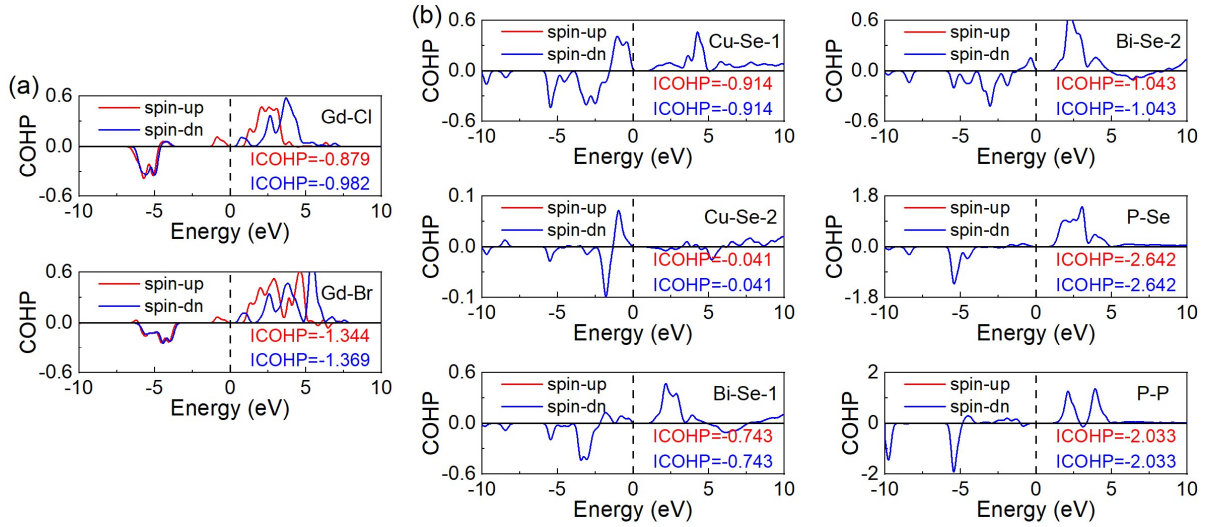 (a)
0.6
0.0
-0.6
COHP
spin-up
spin-dn
Gd-Cl
ICOHP=-0.879
ICOHP=-0.982
-10 -5 0 5 10
Energy (eV)
0.6
0.0
-0.6
COHP
spin-up
spin-dn
Gd-Br
ICOHP=-1.344
ICOHP=-1.369
-10 -5 0 5 10
Energy (eV)
(b)
0.6
0.0
-0.6
COHP
spin-up
spin-dn
Cu-Se-1
ICOHP=-0.914
ICOHP=-0.914
-10 -5 0 5 10
Energy (eV)
0.6
0.0
-0.6
COHP
spin-up
spin-dn
Bi-Se-2
ICOHP=-1.043
ICOHP=-1.043
-10 -5 0 5 10
Energy (eV)
0.1
0.0
-0.1
COHP
spin-up
spin-dn
Cu-Se-2
ICOHP=-0.041
ICOHP=-0.041
-10 -5 0 5 10
Energy (eV)
1.8
0.0
-1.8
COHP
spin-up
spin-dn
P-Se
ICOHP=-2.642
ICOHP=-2.642
-10 -5 0 5 10
Energy (eV)
0.6
0.0
-0.6
COHP
spin-up
spin-dn
Bi-Se-1
ICOHP=-0.743
ICOHP=-0.743
-10 -5 0 5 10
Energy (eV)
2
0
-2
COHP
spin-up
spin-dn
P-P
ICOHP=-2.033
ICOHP=-2.033
-10 -5 0 5 10
Energy (eV)